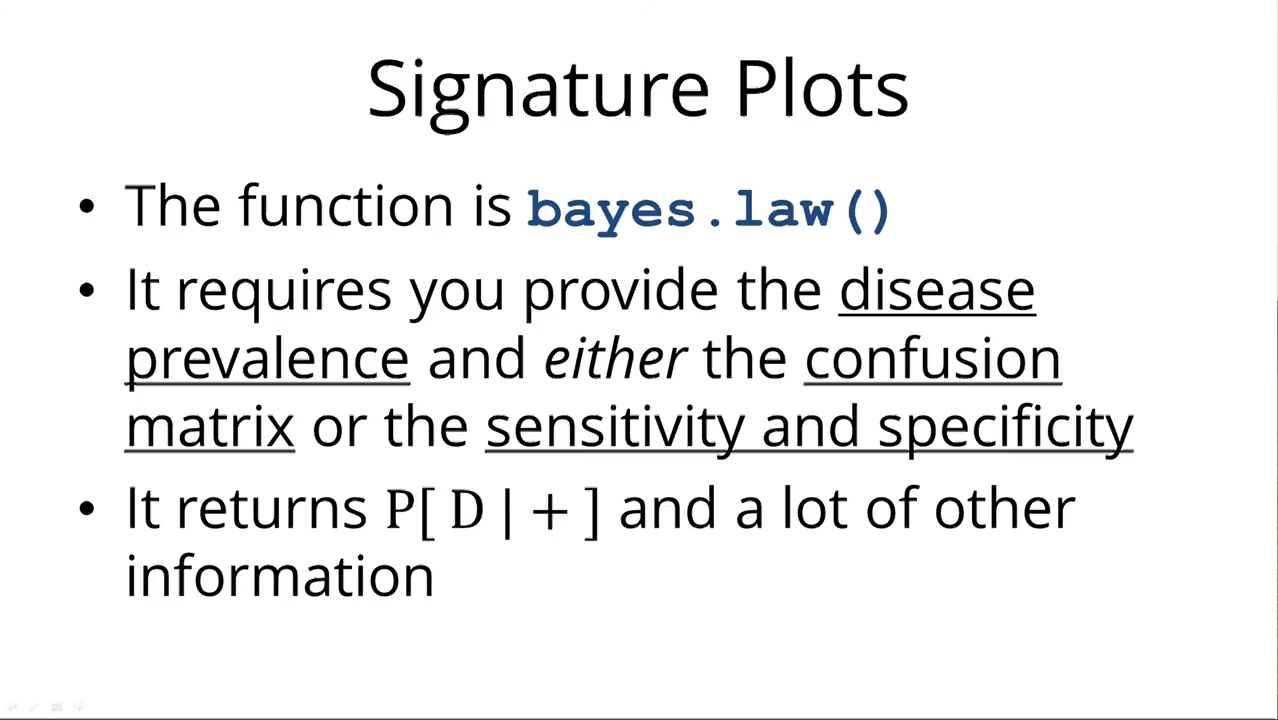 Signature Plots
• The function is bayes.law()
• It requires you provide the disease
prevalence and either the confusion
matrix or the sensitivity and specificity
• It returns P[ D | + ] and a lot of other
information